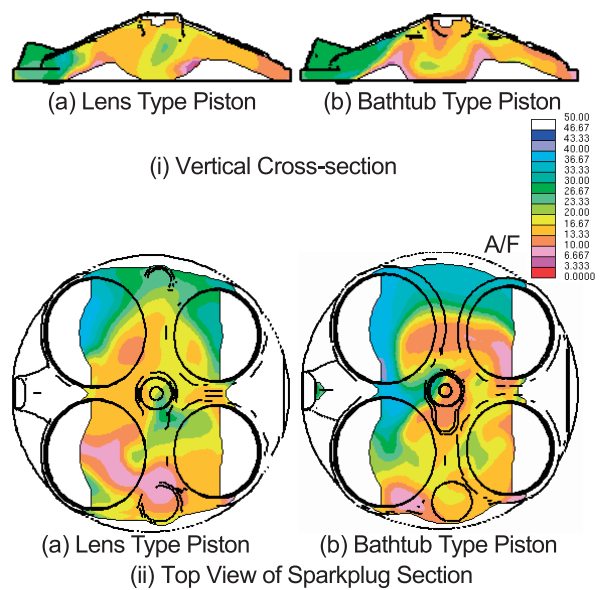 (a) Lens Type Piston
(b) Bathtub Type Piston
(i) Vertical Cross-section
A/F
50.00
46.67
43.33
40.00
36.67
33.33
30.00
26.67
23.33
20.00
16.67
13.33
10.00
6.667
3.333
0.0000
(a) Lens Type Piston
(b) Bathtub Type Piston
(ii) Top View of Sparkplug Section